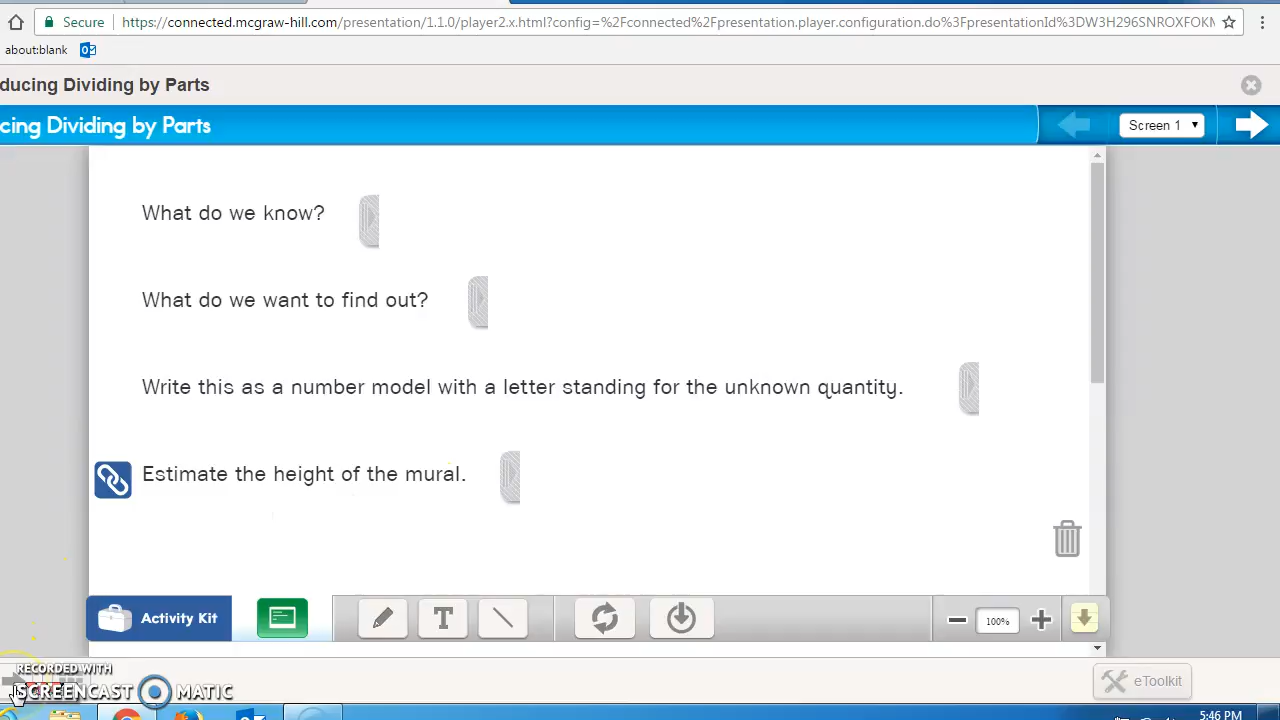 Secure
https://connected.mcgraw-hill.com/presentation/1.1.0/player2.x.html?config=%2Fconnected%2Fpresentation.player.configuration.do%3FpresentationId%3DW3H296SNROXFOKM
about:blank
ducing Dividing by Parts
cing Dividing by Parts
Screen 1
What do we know?
What do we want to find out?
Write this as a number model with a letter standing for the unknown quantity.
Estimate the height of the mural.
Activity Kit
T
100%
RECORDED WITH
SCREENCAST MATIC
eToolkit
5:46 PM